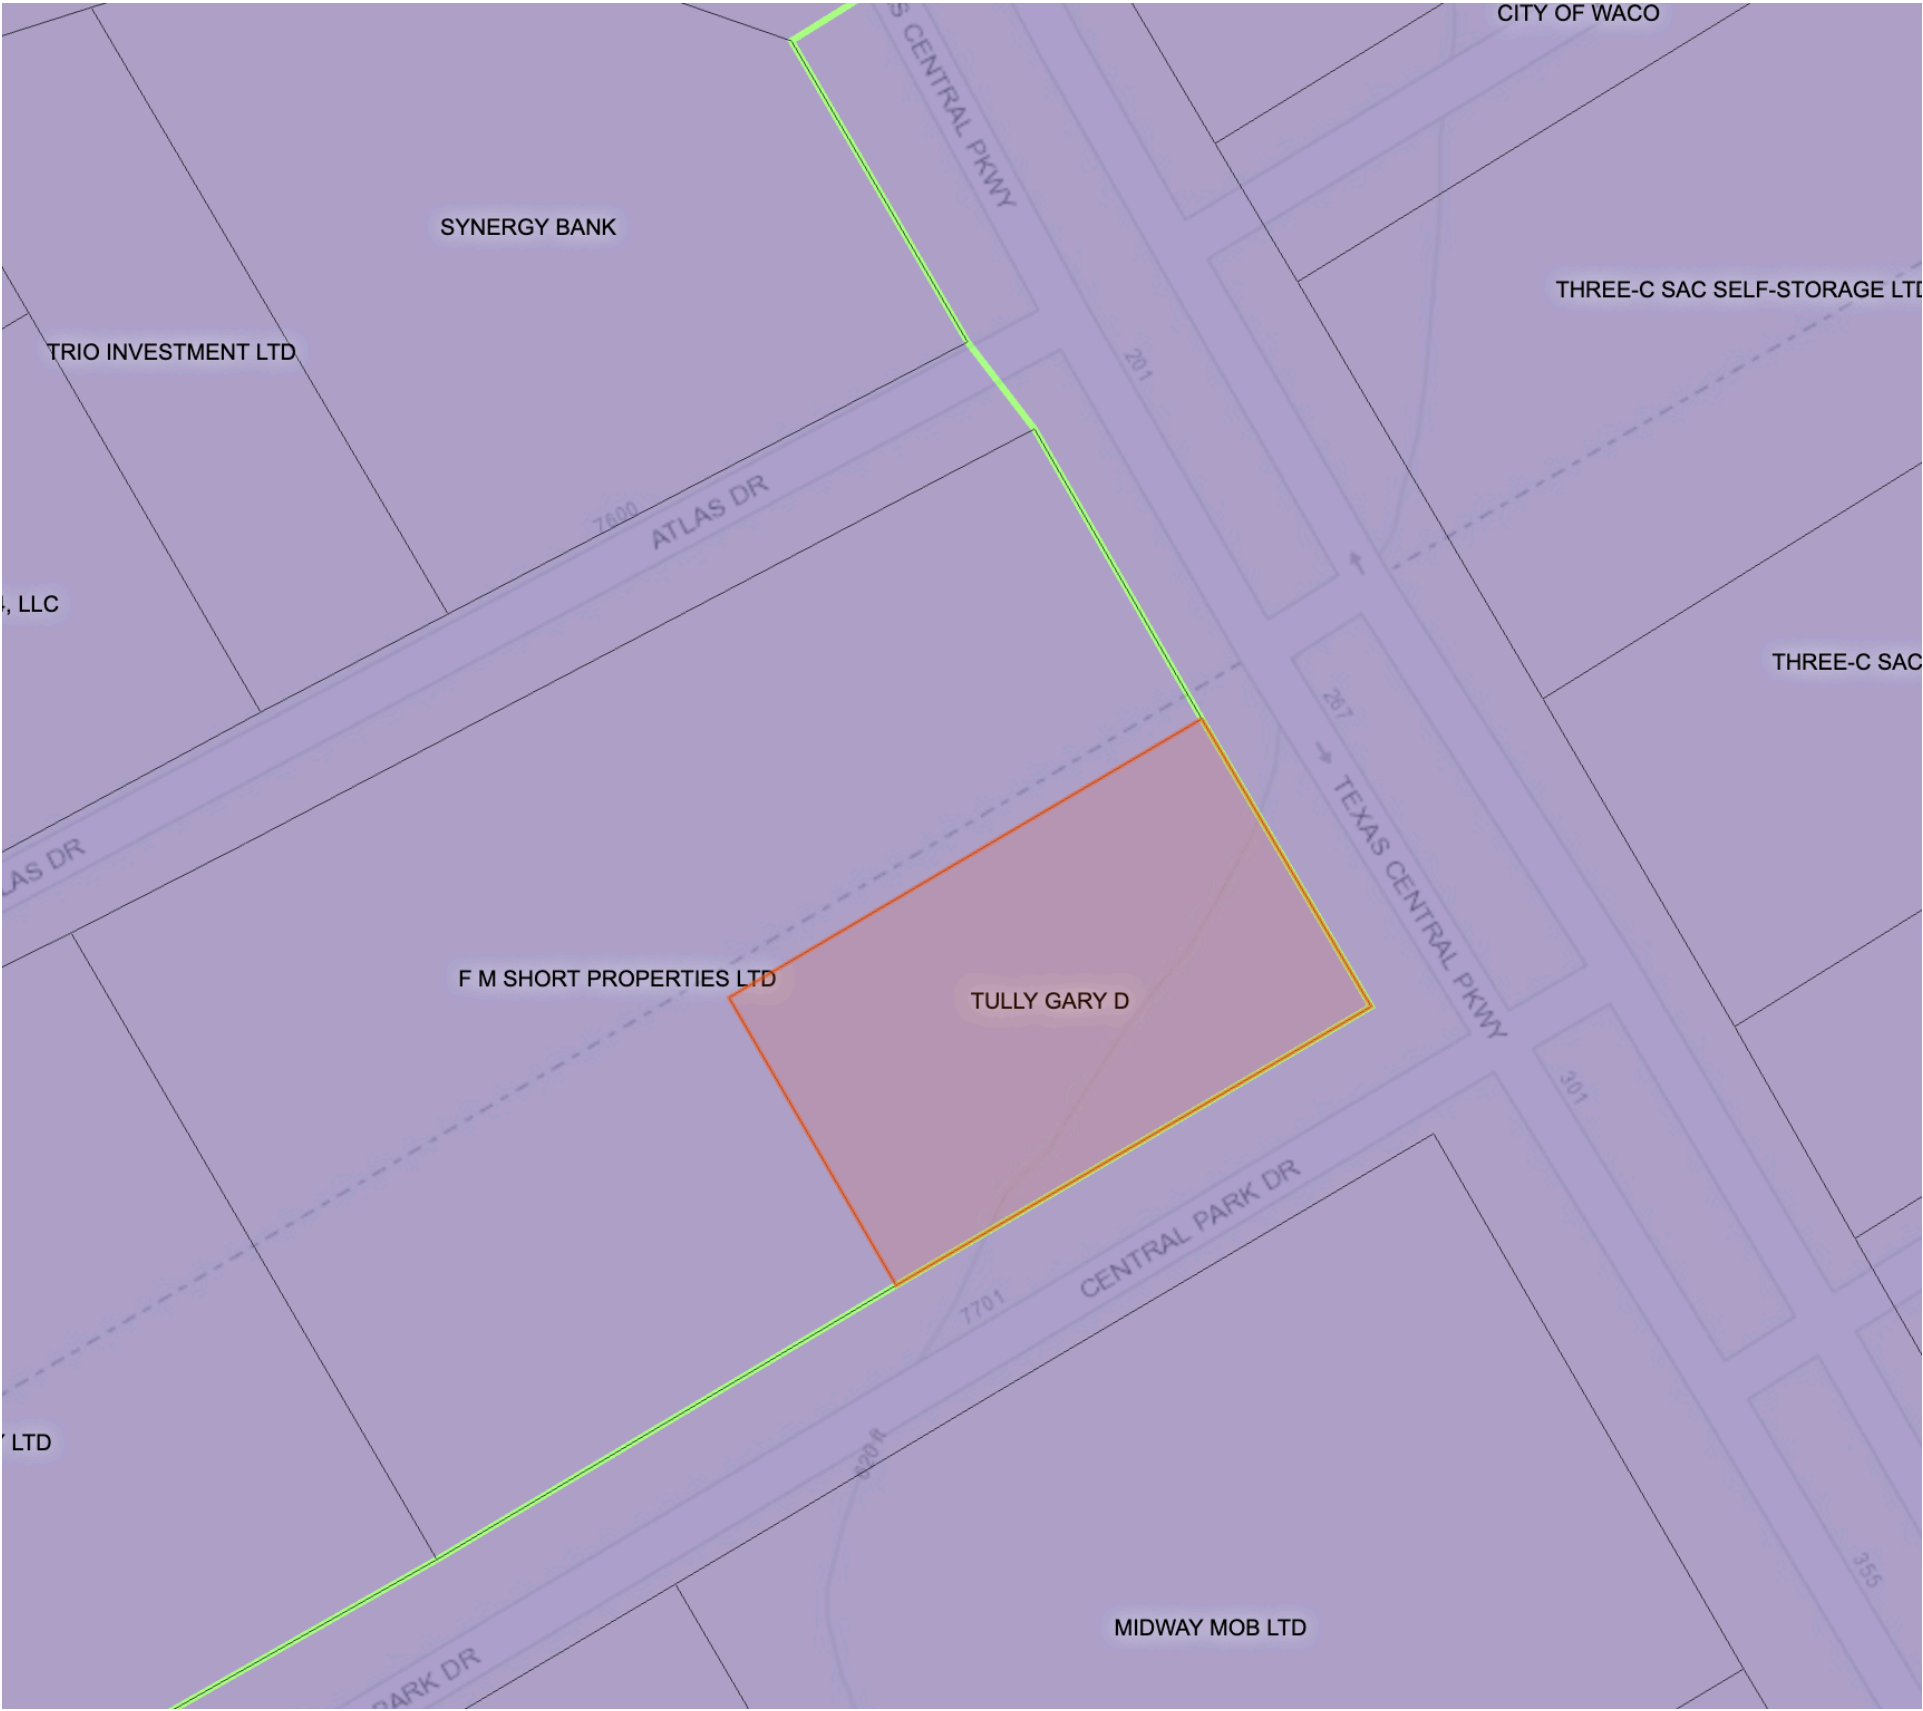 CITY OF WACO
S CENTRAL PKWY
SYNERGY BANK
THREE-C SAC SELF-STORAGE LTD
TRIO INVESTMENT LTD
201
7600
ATLAS DR
, LLC
THREE-C SAC
267
TEXAS CENTRAL PKWY
LAS DR
F M SHORT PROPERTIES LTD
TULLY GARY D
301
CENTRAL PARK DR
7701
LTD
620 ft
355
MIDWAY MOB LTD
PARK DR